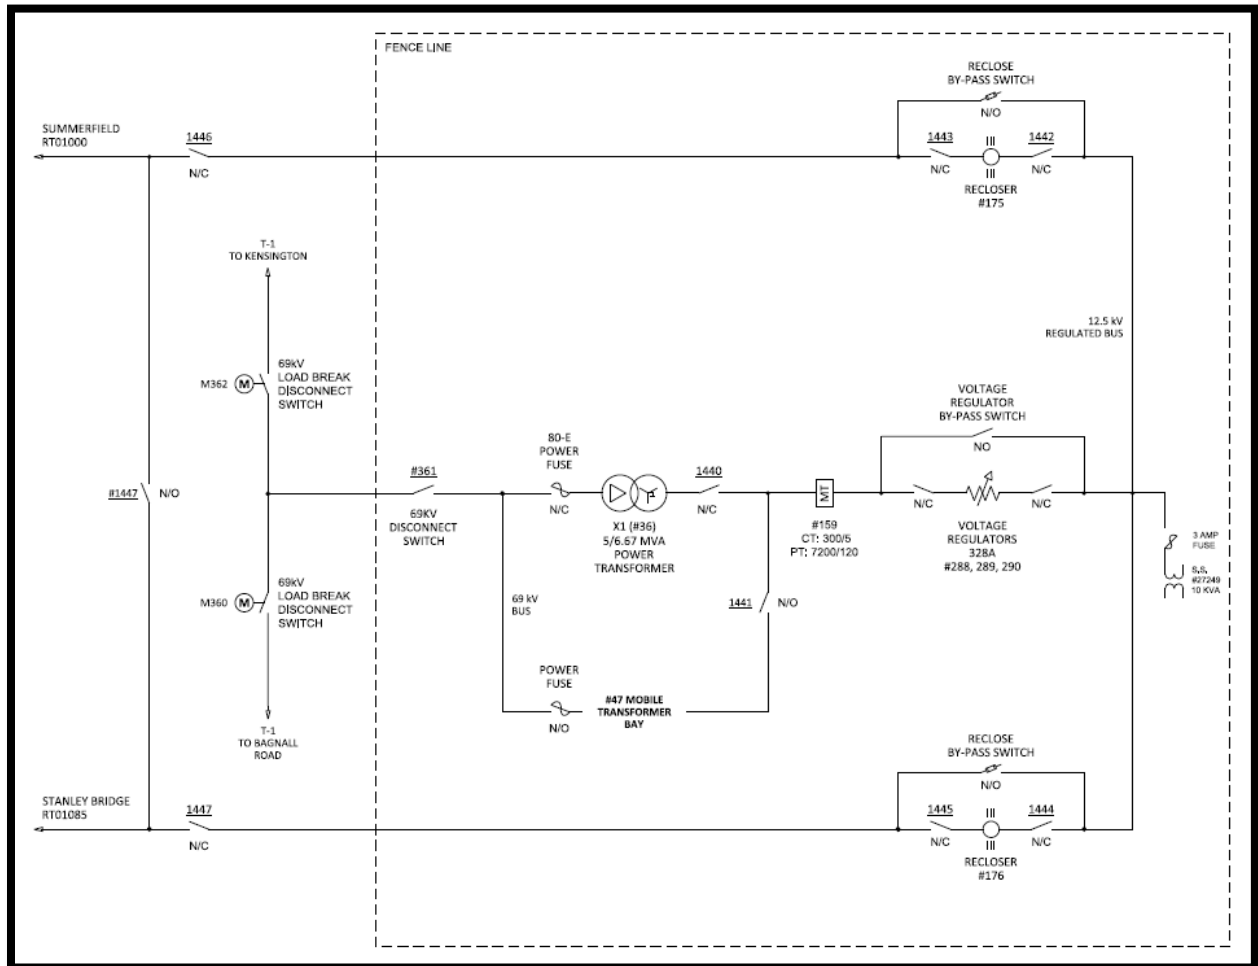 FENCE LINE
RECLOSE
BY-PASS SWITCH
N/O
SUMMERFIELD
RT01000
1446
N/C
1443
N/C
1442
N/C
RECLOSER
#175
T-1
TO KENSINGTON
12.5 kV
REGULATED BUS
M362
M
69kV
LOAD BREAK
DISCONNECT
SWITCH
VOLTAGE
REGULATOR
BY-PASS SWITCH
NO
80-E
POWER
FUSE
N/C
#361
69KV
DISCONNECT
SWITCH
1440
N/C
#1447
N/O
X1 (#36)
5/6.67 MVA
POWER
TRANSFORMER
MT
#159
CT: 300/5
PT: 7200/120
N/C
N/C
VOLTAGE
REGULATORS
328A
#288, 289, 290
3 AMP
FUSE
S.S.
#27249
10 KVA
M360
M
69kV
LOAD BREAK
DISCONNECT
SWITCH
69 kV
BUS
1441
N/O
POWER
FUSE
N/O
#47 MOBILE
TRANSFORMER
BAY
T-1
TO BAGNALL
ROAD
RECLOSE
BY-PASS SWITCH
N/O
STANLEY BRIDGE
RT01085
1447
N/C
1445
N/C
1444
N/C
RECLOSER
#176